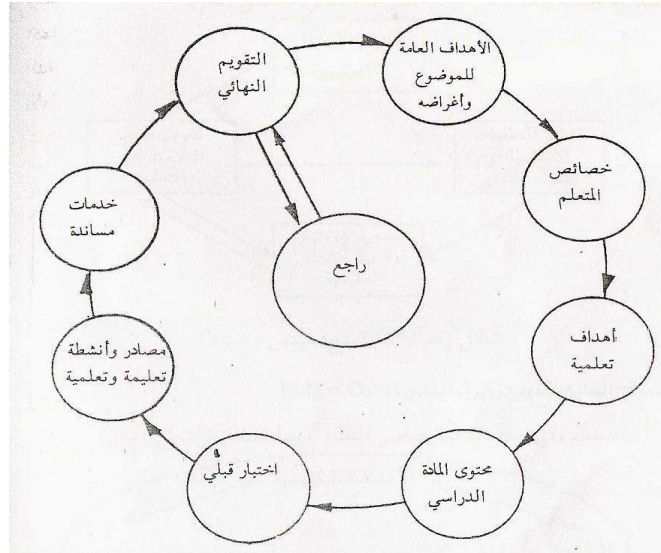 الأهداف العامة
للموضوع
وأغراضه
خصائص
المتعلم
أهداف
تعلمية
محتوى المادة
الدراسي
اختبار قبلي
مصادر وأنشطة
تعليمة وتعلمية
خدمات
مساندة
التقويم
النهائي
راجع